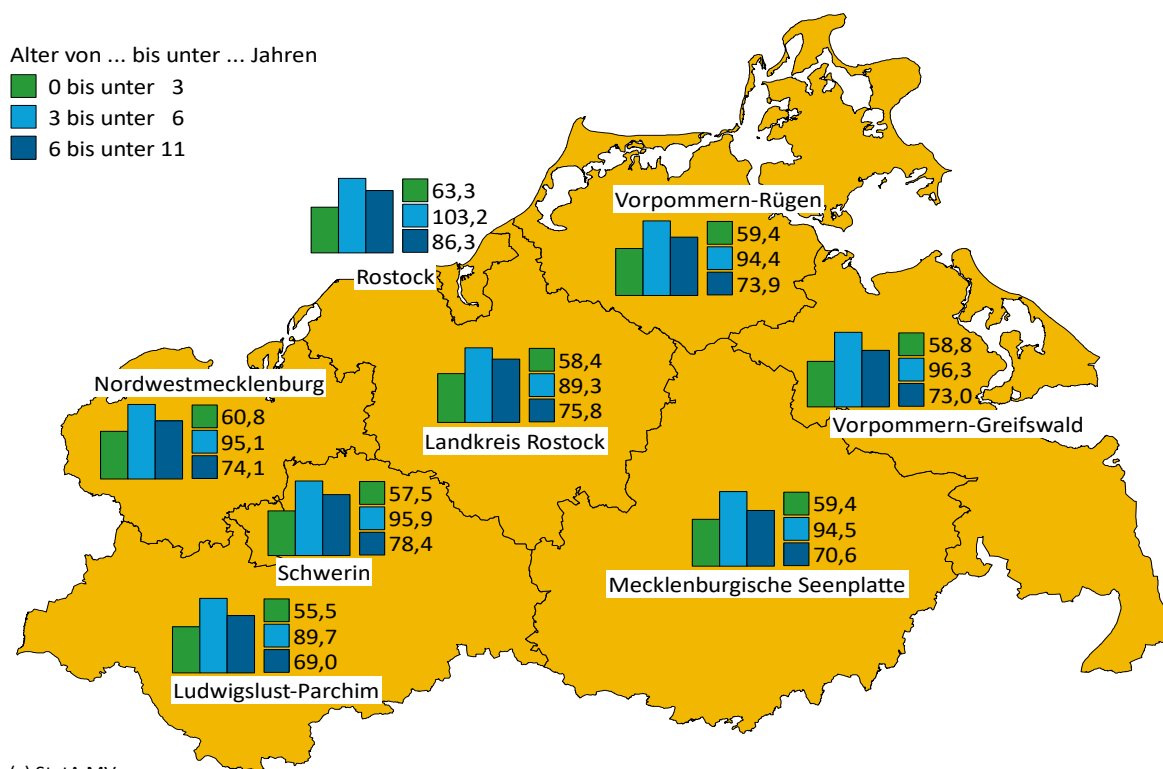 Alter von ... bis unter ... Jahren
0 bis unter 3
3 bis unter 6
6 bis unter 11
63,3
103,2
86,3
Rostock
Vorpommern-Rügen
59,4
94,4
73,9
58,8
96,3
73,0
Vorpommern-Greifswald
58,4
89,3
75,8
Landkreis Rostock
Nordwestmecklenburg
60,8
95,1
74,1
57,5
95,9
78,4
Schwerin
59,4
94,5
70,6
Mecklenburgische Seenplatte
55,5
89,7
69,0
Ludwigslust-Parchim
(c) StatA MV